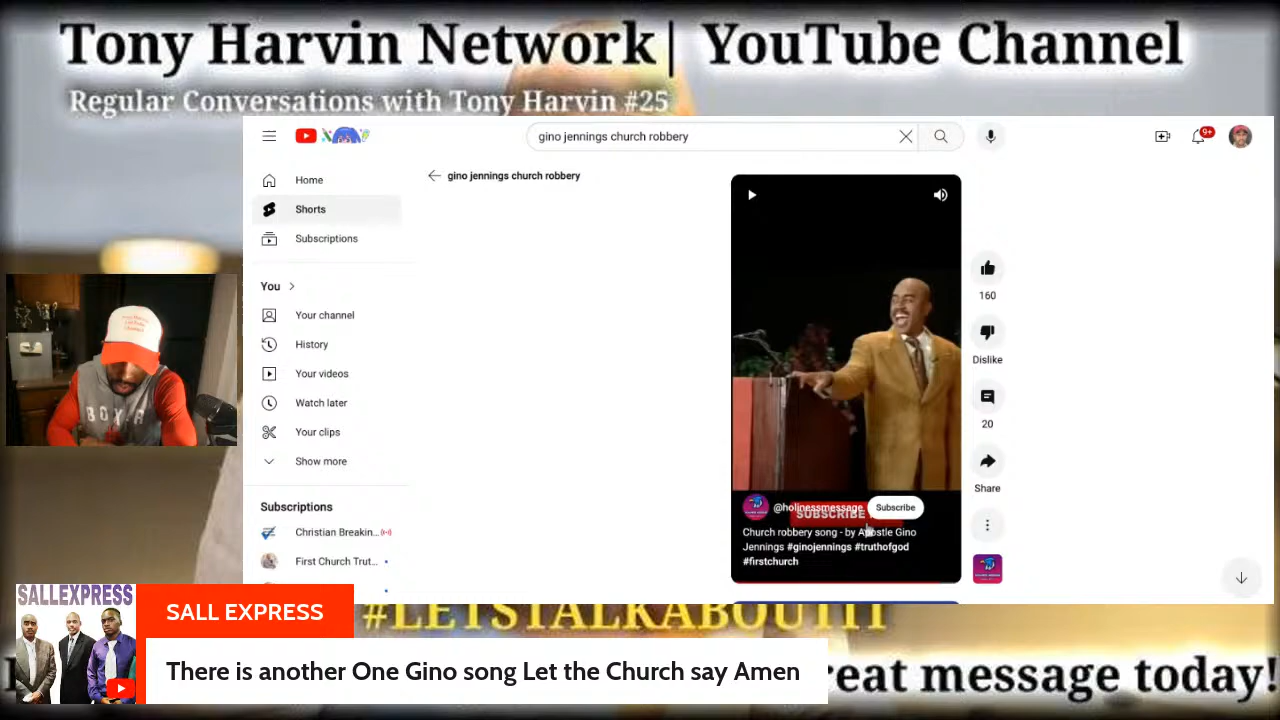 Tony Harvin Network| YouTube Channel
Regular Conversations with Tony Harvin #25
gino jennings church robbery
9+
Home
gino jennings church robbery
Shorts
Subscriptions
You
Your channel
History
Your videos
Watch later
Your clips
Show more
Subscriptions
Christian Breakin...
First Church Trut...
160
Dislike
20
Share
@holinessmessage
Subscribe
SUBSCRIBE
Church robbery song - by Apostle Gino
Jennings #ginojennings #truthofgod
#firstchurch
BOXER
SALLEXPRESS
SALL EXPRESS
There is another One Gino song Let the Church say Amen
#LETSTALKABOUTIT
reat message today!